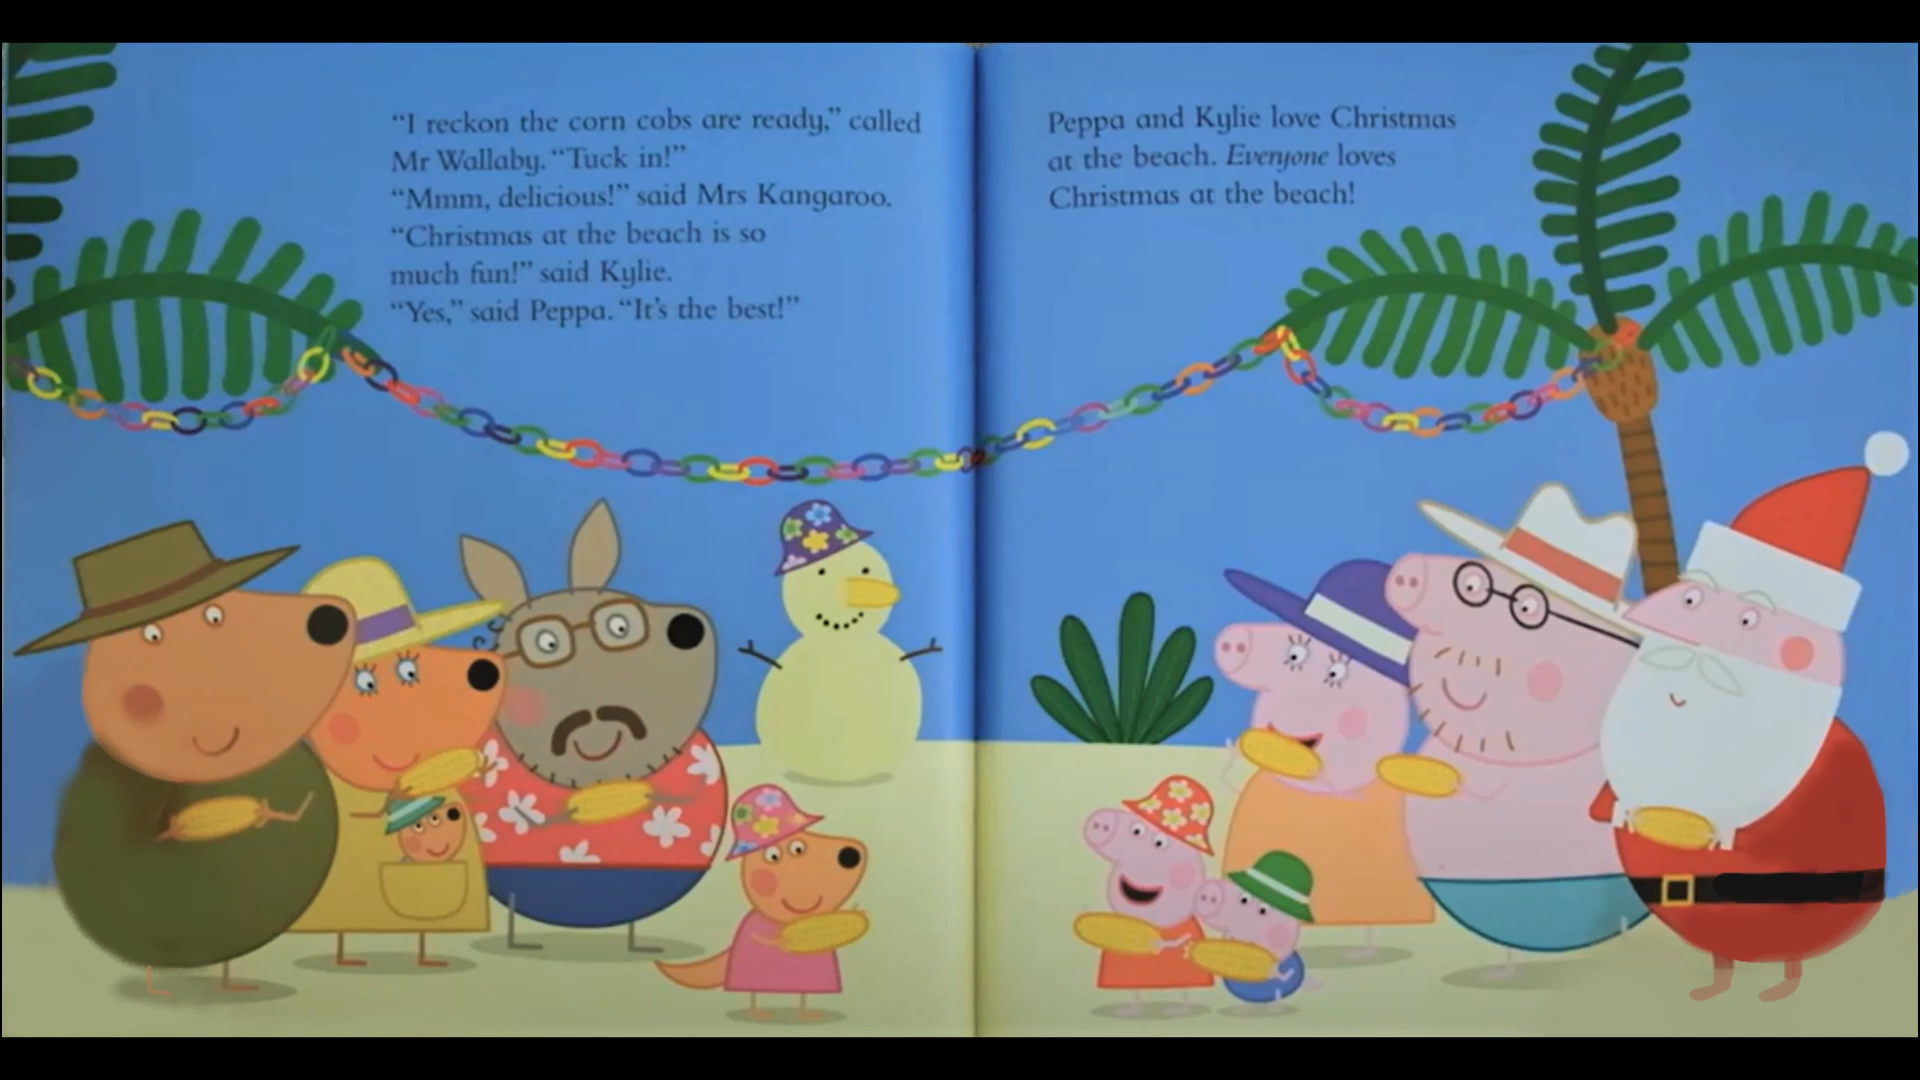 “I reckon the corn cobs are ready,” called
Mr Wallaby. “Tuck in!”
“Mmm, delicious!” said Mrs Kangaroo.
“Christmas at the beach is so
much fun!” said Kylie.
“Yes,” said Peppa. “It’s the best!”
Peppa and Kylie love Christmas
at the beach. Everyone loves
Christmas at the beach!